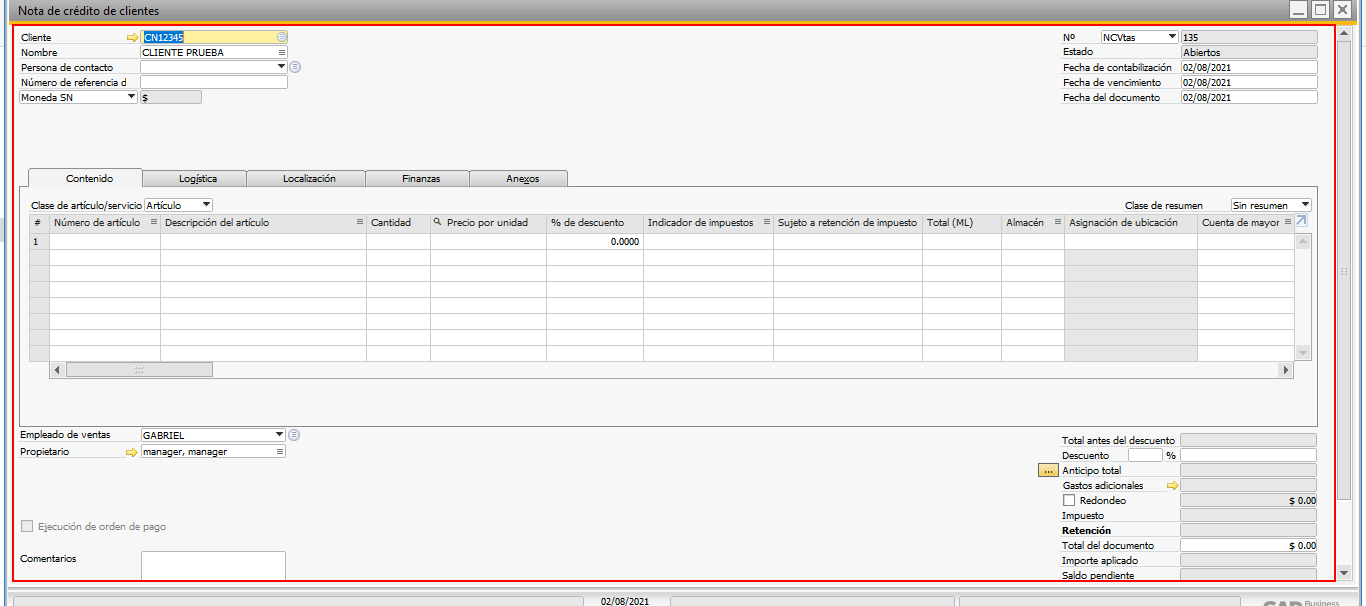 Nota de crédito de clientes
Cliente CN12345 Nº NCVtas 135
Nombre CLIENTE PRUEBA Estado Abiertos
Persona de contacto Fecha de contabilización 02/08/2021
Número de referencia d Fecha de vencimiento 02/08/2021
Moneda SN $ Fecha del documento 02/08/2021
Contenido Logística Localización Finanzas Anexos
Clase de artículo/servicio Artículo Clase de resumen Sin resumen
# Número de artículo Descripción del artículo Cantidad Precio por unidad % de descuento Indicador de impuestos Sujeto a retención de impuesto Total (ML) Almacén Asignación de ubicación Cuenta de mayor
1 0.0000
Empleado de ventas GABRIEL
Propietario manager, manager
Total antes del descuento
Descuento %
... Anticipo total
Gastos adicionales
Redondeo $ 0.00
Impuesto
Ejecución de orden de pago
Retención
Total del documento $ 0.00
Comentarios Importe aplicado
Saldo pendiente
02/08/2021 SAP Business